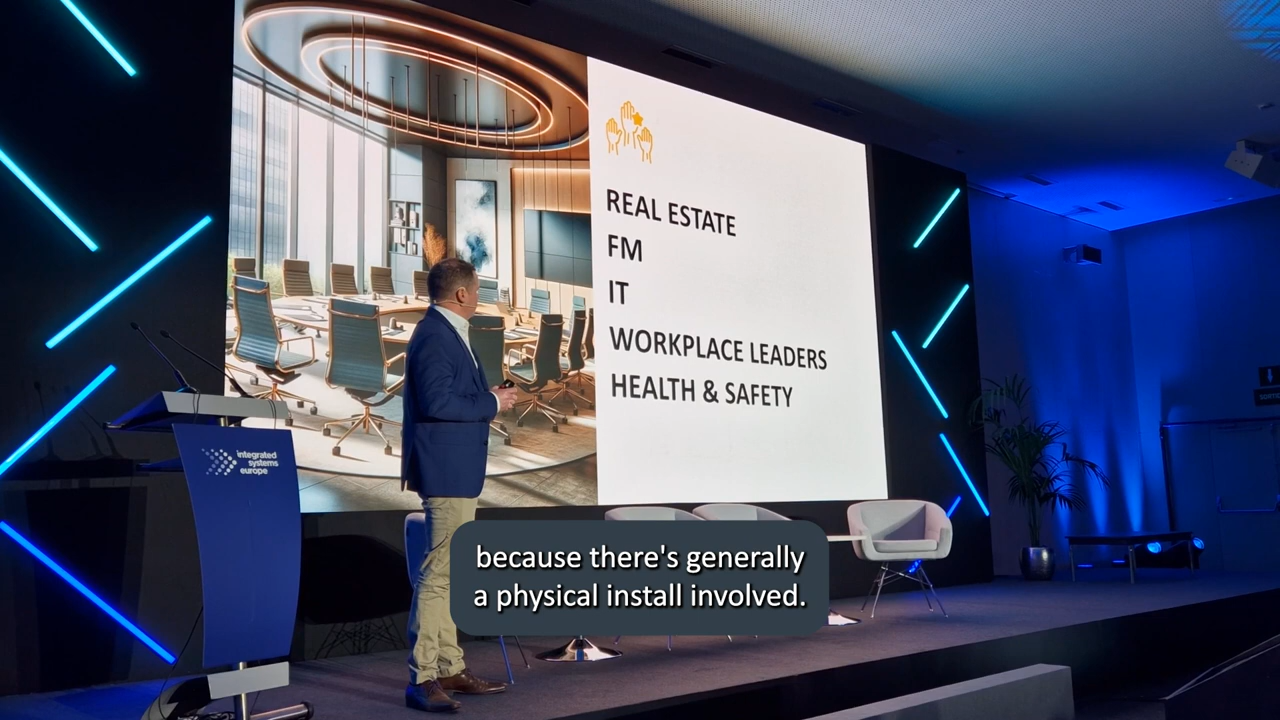 REAL ESTATE
FM
IT
WORKPLACE LEADERS
HEALTH & SAFETY
integrated
systems
europe
because there's generally
a physical install involved.